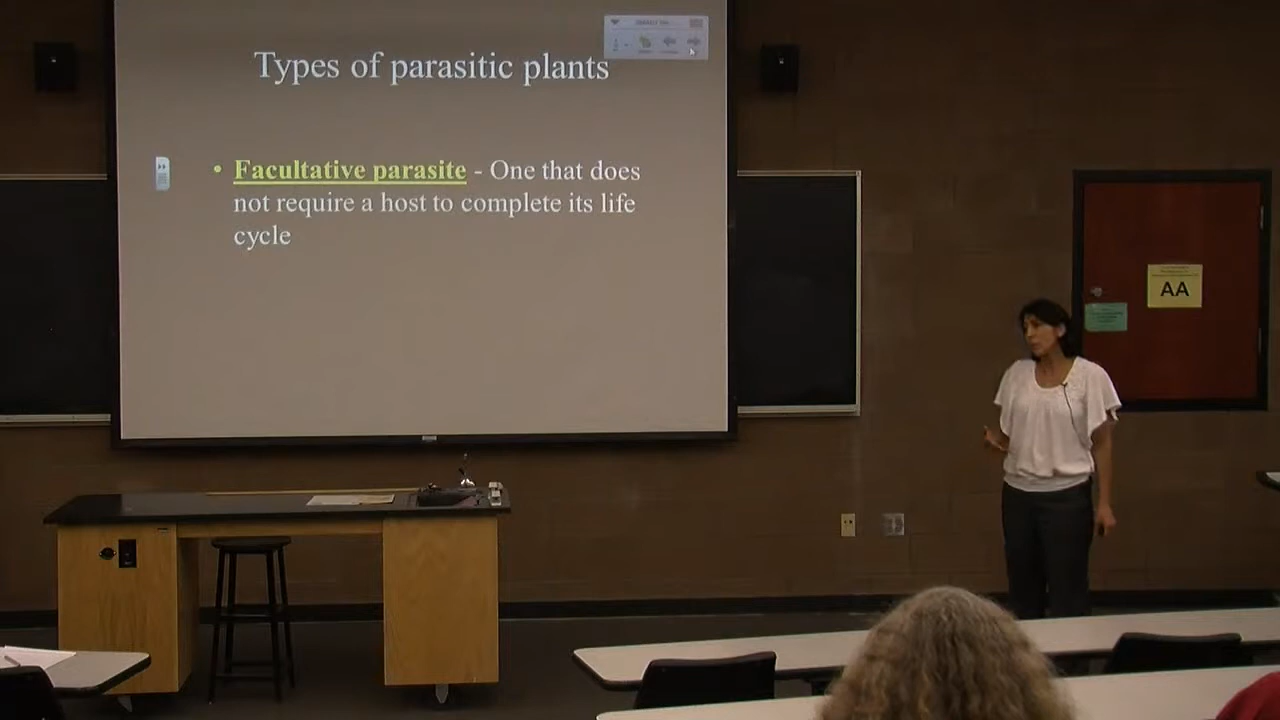 Types of parasitic plants
• Facultative parasite - One that does
not require a host to complete its life
cycle
AA